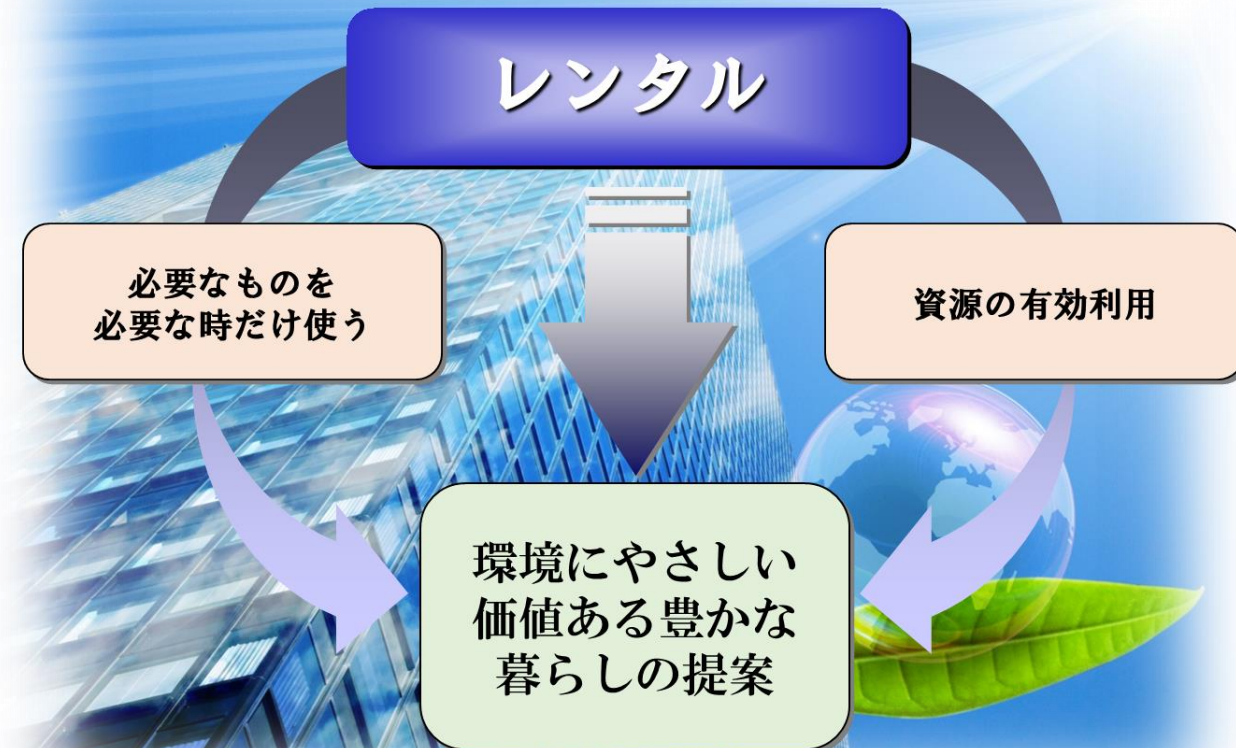 レンタル
必要なものを
必要な時だけ使う
資源の有効利用
環境にやさしい
価値ある豊かな
暮らしの提案